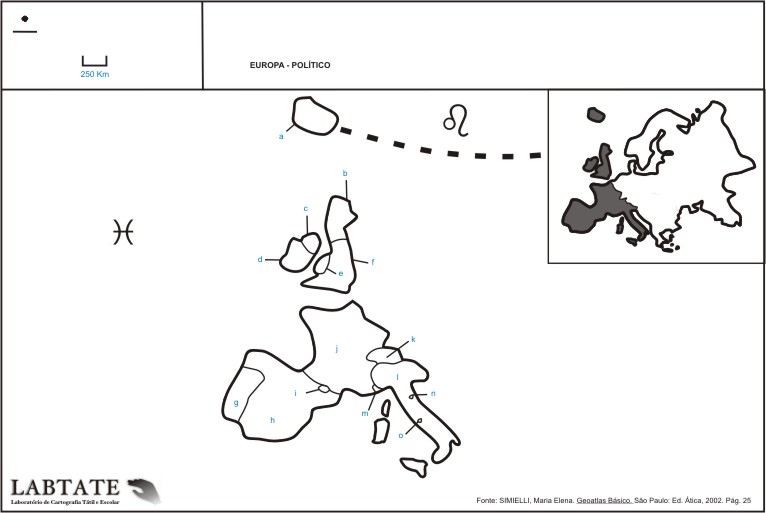 250 Km
EUROPA - POLÍTICO
a
b
c
d
e
f
j
k
l
i
g
h
m
n
o
LABTATE
Laboratório de Cartografia Tátil e Escolar
Fonte: SIMIELLI, Maria Elena. Geoatlas Básico. São Paulo: Ed. Ática, 2002. Pág. 25